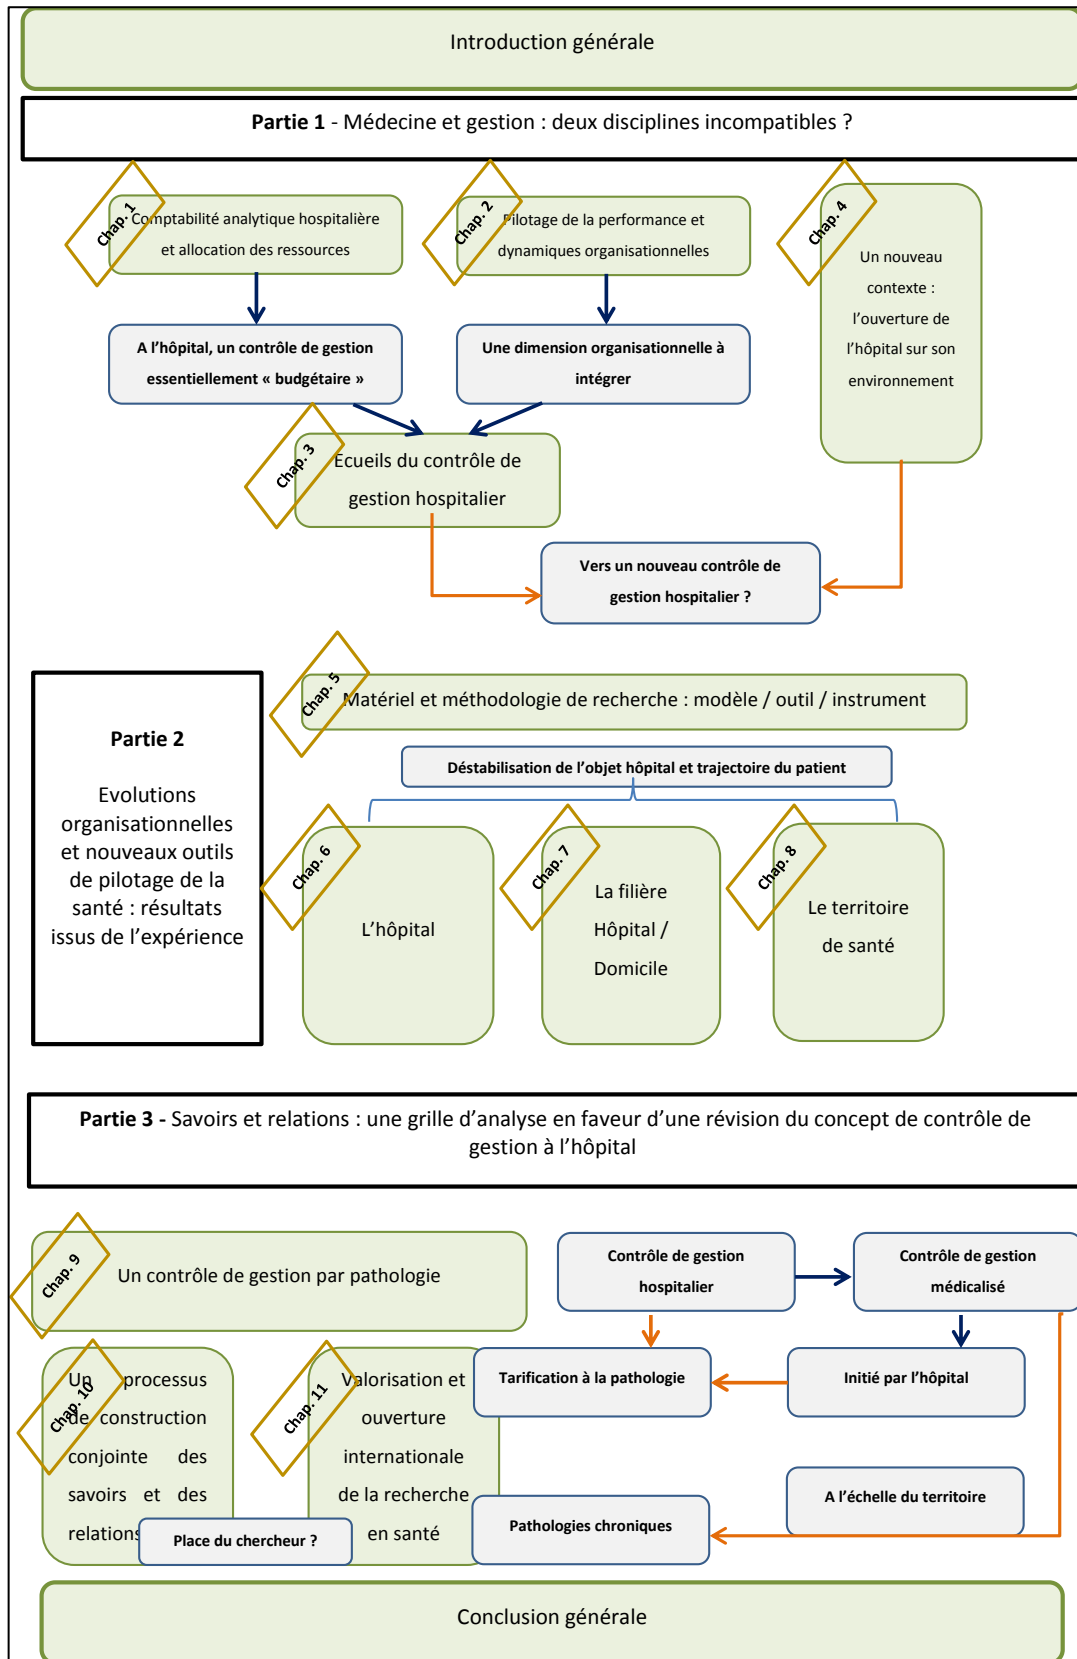 Introduction générale
Partie 1 - Médecine et gestion : deux disciplines incompatibles ?
Chap. 1
Comptabilité analytique hospitalière
et allocation des ressources
Chap. 2
Pilotage de la performance et
dynamiques organisationnelles
Chap. 4
Un nouveau
contexte :
l’ouverture de
l’hôpital sur son
environnement
A l’hôpital, un contrôle de gestion
essentiellement « budgétaire »
Une dimension organisationnelle à
intégrer
Chap. 3
Ecueils du contrôle de
gestion hospitalier
Vers un nouveau contrôle de
gestion hospitalier ?
Partie 2
Evolutions
organisationnelles
et nouveaux outils
de pilotage de la
santé : résultats
issus de l’expérience
Chap. 5
Matériel et méthodologie de recherche : modèle / outil / instrument
Déstabilisation de l’objet hôpital et trajectoire du patient
Chap. 6
L’hôpital
Chap. 7
La filière
Hôpital /
Domicile
Chap. 8
Le territoire
de santé
Partie 3 - Savoirs et relations : une grille d’analyse en faveur d’une révision du concept de contrôle de
gestion à l’hôpital
Chap. 9
Un contrôle de gestion par pathologie
Contrôle de gestion
hospitalier
Contrôle de gestion
médicalisé
Chap. 10
Un processus
de construction
conjointe des
savoirs et des
relations
Chap. 11
Valorisation et
ouverture
internationale
de la recherche
en santé
Place du chercheur ?
Tarification à la pathologie
Initié par l’hôpital
A l’échelle du territoire
Pathologies chroniques
Conclusion générale